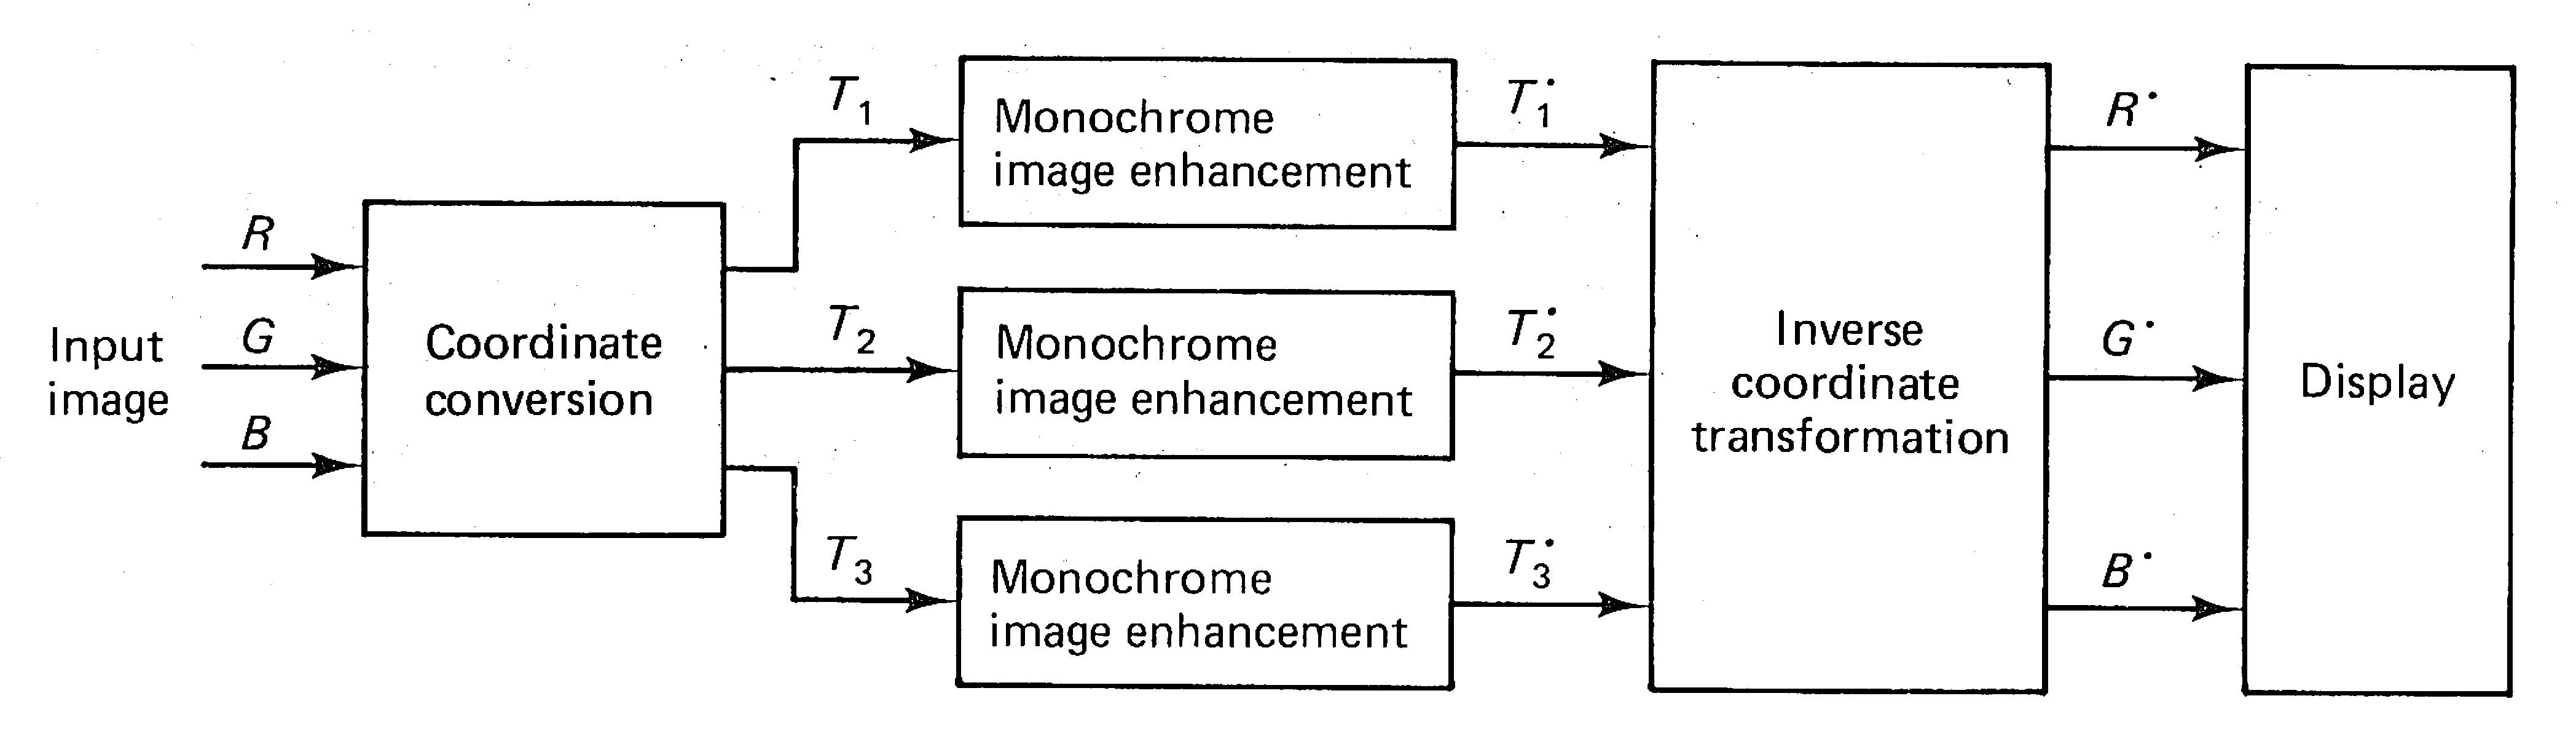 Input
image
R
G
B
Coordinate
conversion
T1
T2
T3
Monochrome
image enhancement
Monochrome
image enhancement
Monochrome
image enhancement
T1˙
T2˙
T3˙
Inverse
coordinate
transformation
R˙
G˙
B˙
Display